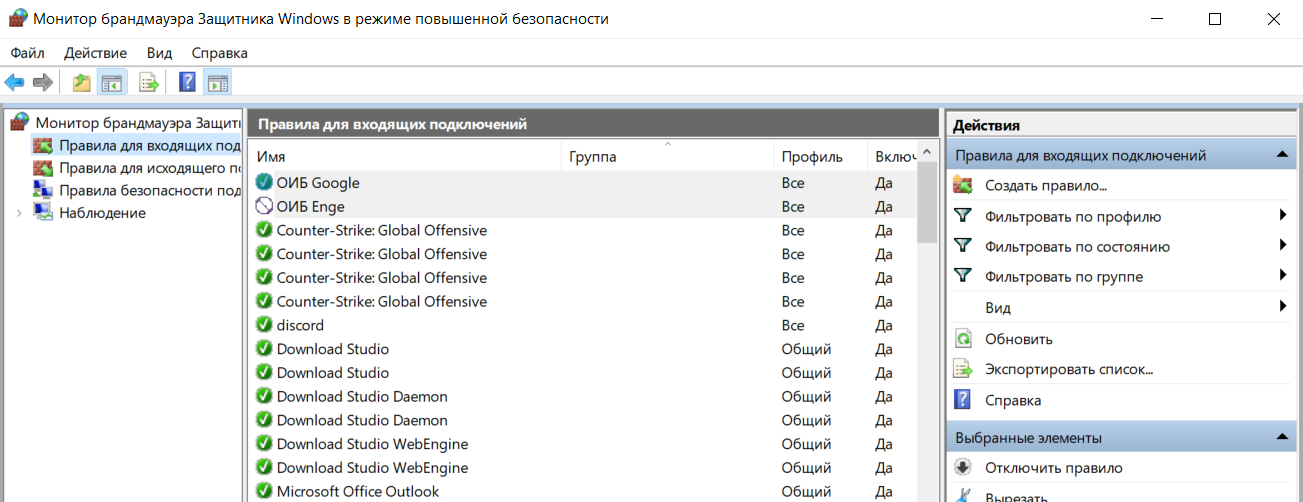 Монитор брандмауэра Защитника Windows в режиме повышенной безопасности
Файл Действие Вид Справка
Монитор брандмауэра Защит
Правила для входящих под
Правила для исходящего по
Правила безопасности под
Наблюдение
Правила для входящих подключений
Имя Группа Профиль Включ
ОИБ Google Все Да
ОИБ Enge Все Да
Counter-Strike: Global Offensive Все Да
Counter-Strike: Global Offensive Все Да
Counter-Strike: Global Offensive Все Да
Counter-Strike: Global Offensive Все Да
discord Все Да
Download Studio Общий Да
Download Studio Общий Да
Download Studio Daemon Общий Да
Download Studio Daemon Общий Да
Download Studio WebEngine Общий Да
Download Studio WebEngine Общий Да
Microsoft Office Outlook Общий Да
Действия
Правила для входящих подключений
Создать правило...
Фильтровать по профилю
Фильтровать по состоянию
Фильтровать по группе
Вид
Обновить
Экспортировать список...
Справка
Выбранные элементы
Отключить правило
Вырезать